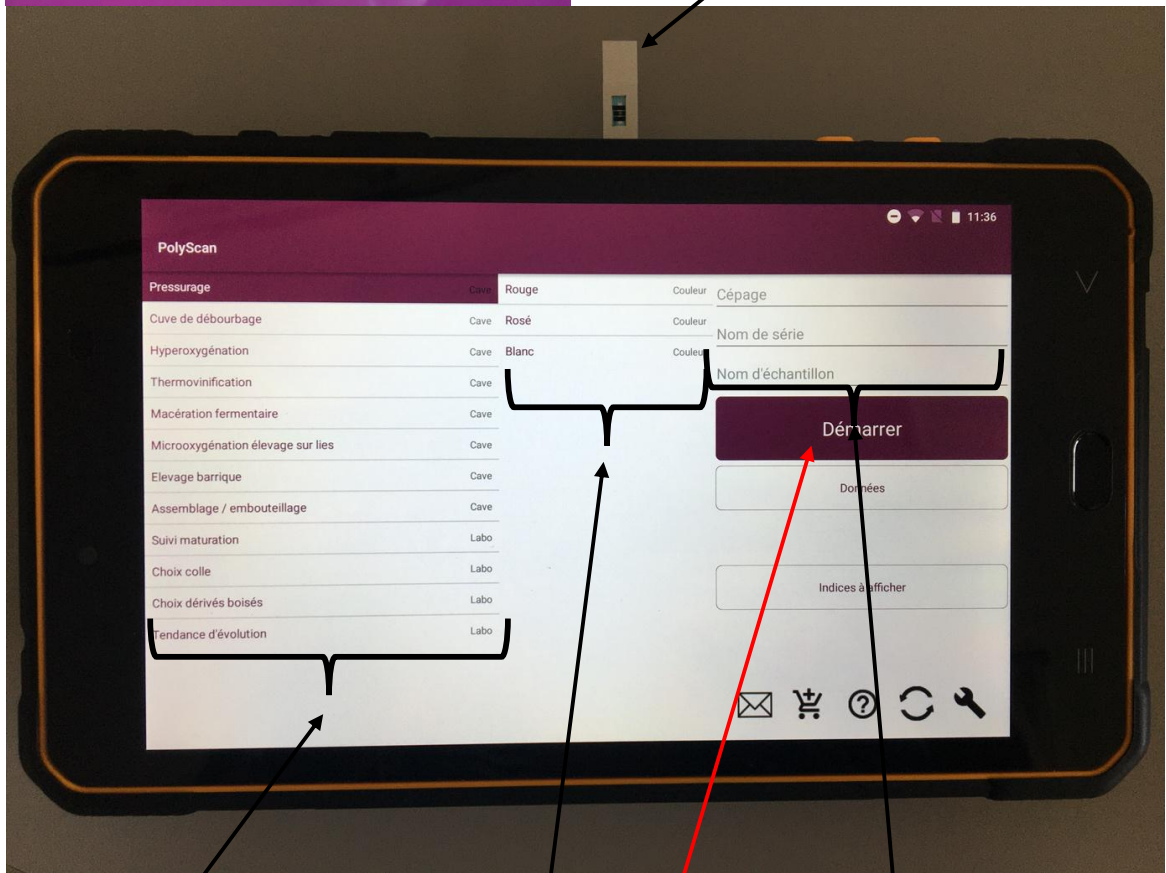 11:36
PolyScan
Pressurage Cave
Cuve de débourbage Cave
Hyperoxygénation Cave
Thermovinification Cave
Macération fermentaire Cave
Microoxygénation élevage sur lies Cave
Elevage barrique Cave
Assemblage / embouteillage Cave
Suivi maturation Labo
Choix colle Labo
Choix dérivés boisés Labo
Tendance d'évolution Labo
Rouge Couleur
Rosé Couleur
Blanc Couleur
Cépage
Nom de série
Nom d'échantillon
Démarrer
Données
Indices à afficher